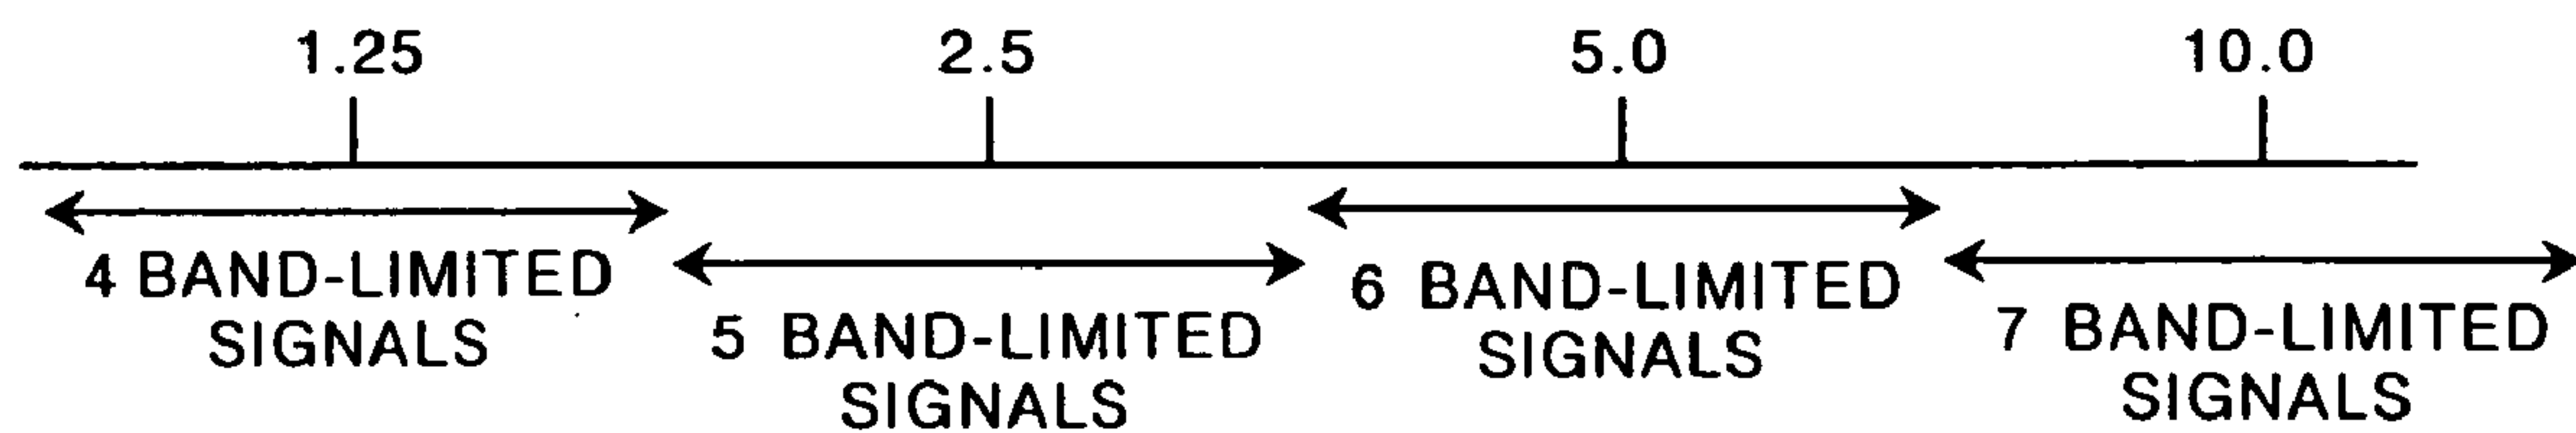 1.25 2.5 5.0 10.0
4 BAND-LIMITED
SIGNALS
5 BAND-LIMITED
SIGNALS
6 BAND-LIMITED
SIGNALS
7 BAND-LIMITED
SIGNALS